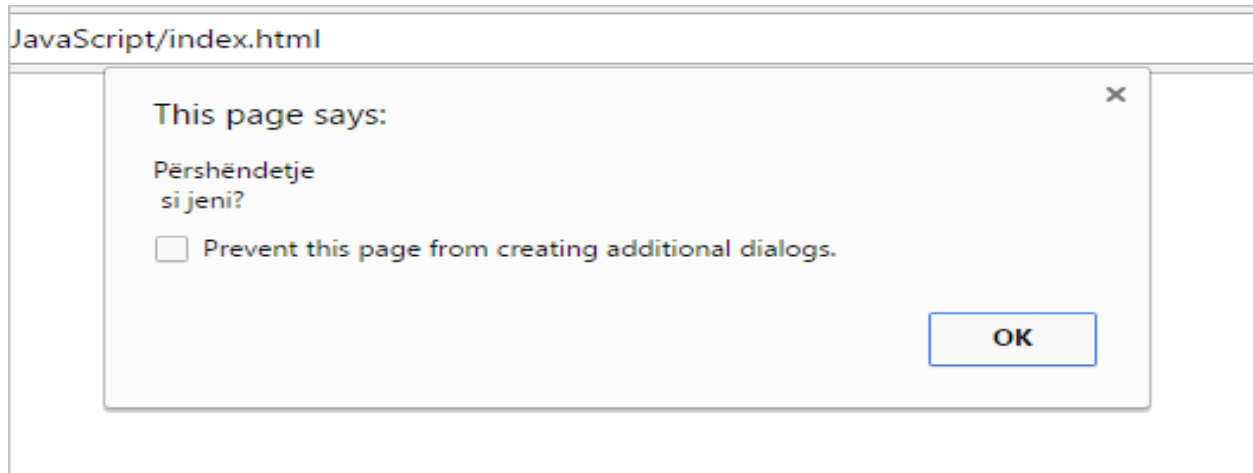 JavaScript/index.html
This page says:
Përshëndetje
si jeni?
Prevent this page from creating additional dialogs.
OK